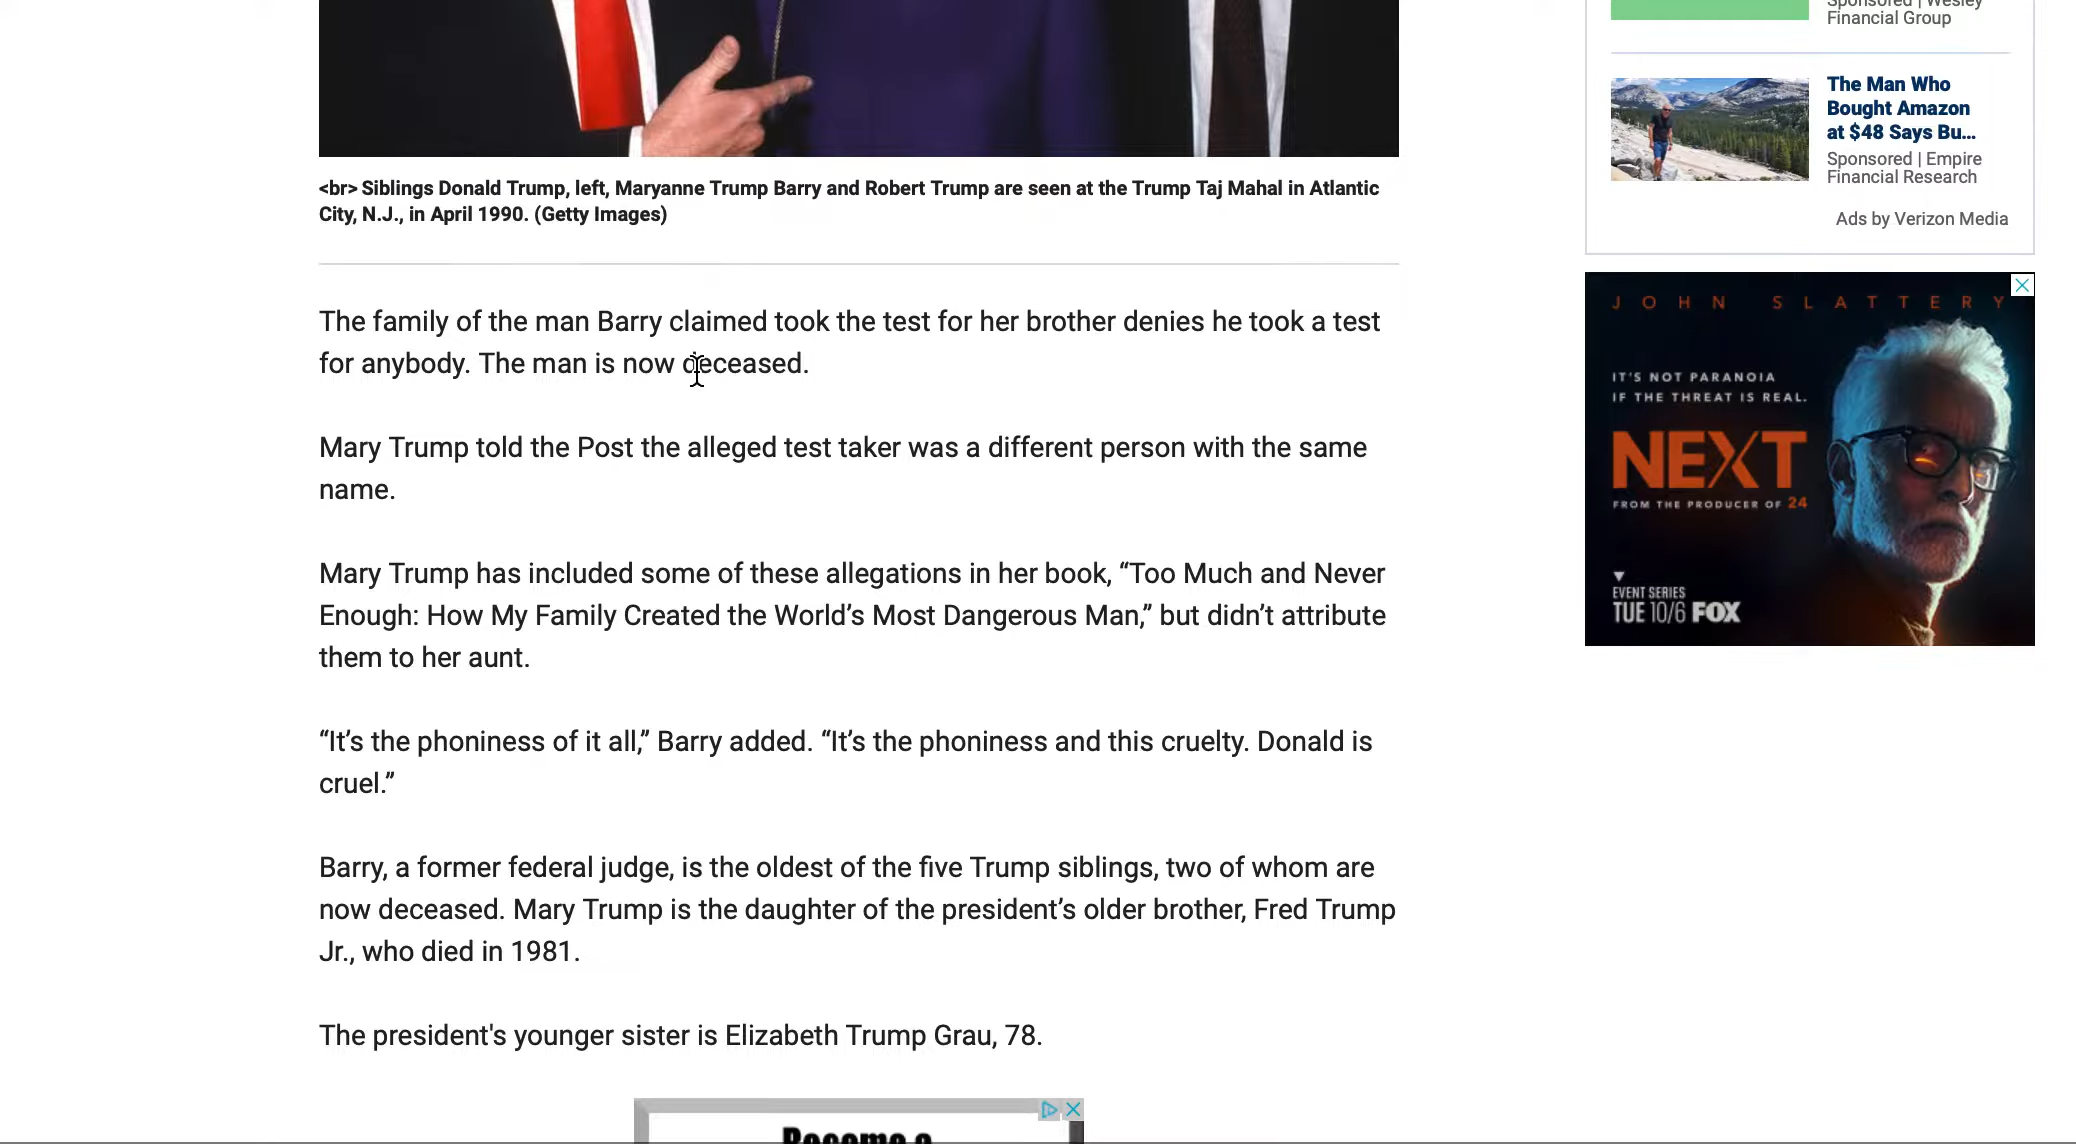 <br> Siblings Donald Trump, left, Maryanne Trump Barry and Robert Trump are seen at the Trump Taj Mahal in Atlantic
City, N.J., in April 1990. (Getty Images)
The family of the man Barry claimed took the test for her brother denies he took a test
for anybody. The man is now deceased.
Mary Trump told the Post the alleged test taker was a different person with the same
name.
Mary Trump has included some of these allegations in her book, “Too Much and Never
Enough: How My Family Created the World’s Most Dangerous Man,” but didn’t attribute
them to her aunt.
“It’s the phoniness of it all,” Barry added. “It’s the phoniness and this cruelty. Donald is
cruel.”
Barry, a former federal judge, is the oldest of the five Trump siblings, two of whom are
now deceased. Mary Trump is the daughter of the president’s older brother, Fred Trump
Jr., who died in 1981.
The president's younger sister is Elizabeth Trump Grau, 78.
Become a
Sponsored | Wesley
Financial Group
The Man Who
Bought Amazon
at $48 Says Bu...
Sponsored | Empire
Financial Research
Ads by Verizon Media
JOHN SLATTERY
IT'S NOT PARANOIA
IF THE THREAT IS REAL.
NEXT
FROM THE PRODUCER OF 24
EVENT SERIES
TUE 10/6 FOX